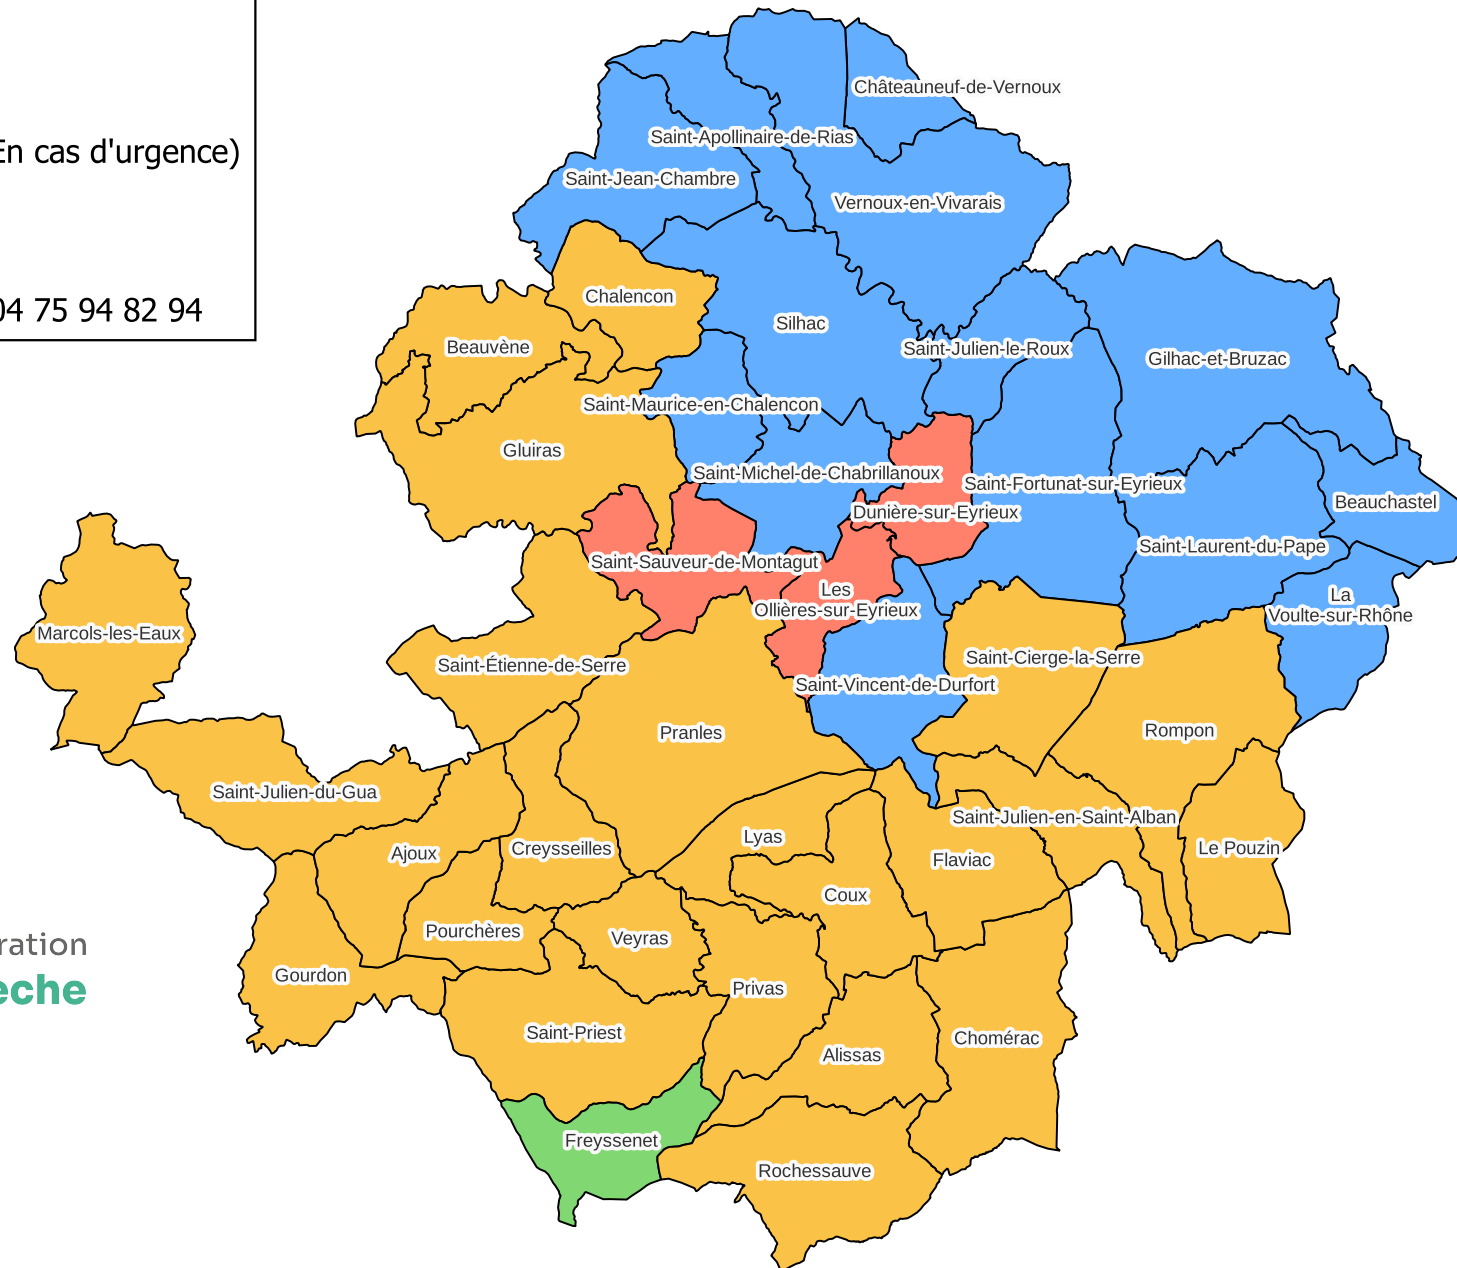 En cas d'urgence)
04 75 94 82 94
Châteauneuf-de-Vernoux
Saint-Apollinaire-de-Rias
Saint-Jean-Chambre
Vernoux-en-Vivarais
Chalencon
Silhac
Beauvène
Saint-Julien-le-Roux
Gilhac-et-Bruzac
Saint-Maurice-en-Chalencon
Gluiras
Saint-Michel-de-Chabrillanoux
Saint-Fortunat-sur-Eyrieux
Beauchastel
Dunière-sur-Eyrieux
Saint-Laurent-du-Pape
Saint-Sauveur-de-Montagut
Les
Ollières-sur-Eyrieux
La
Voulte-sur-Rhône
Marcols-les-Eaux
Saint-Étienne-de-Serre
Saint-Cierge-la-Serre
Saint-Vincent-de-Durfort
Pranles
Rompon
Saint-Julien-du-Gua
Saint-Julien-en-Saint-Alban
Lyas
Creysseilles
Ajoux
Flaviac
Le Pouzin
Coux
Pourchères
Veyras
ration
eche
Gourdon
Privas
Saint-Priest
Chomérac
Alissas
Freyssenet
Rochessauve